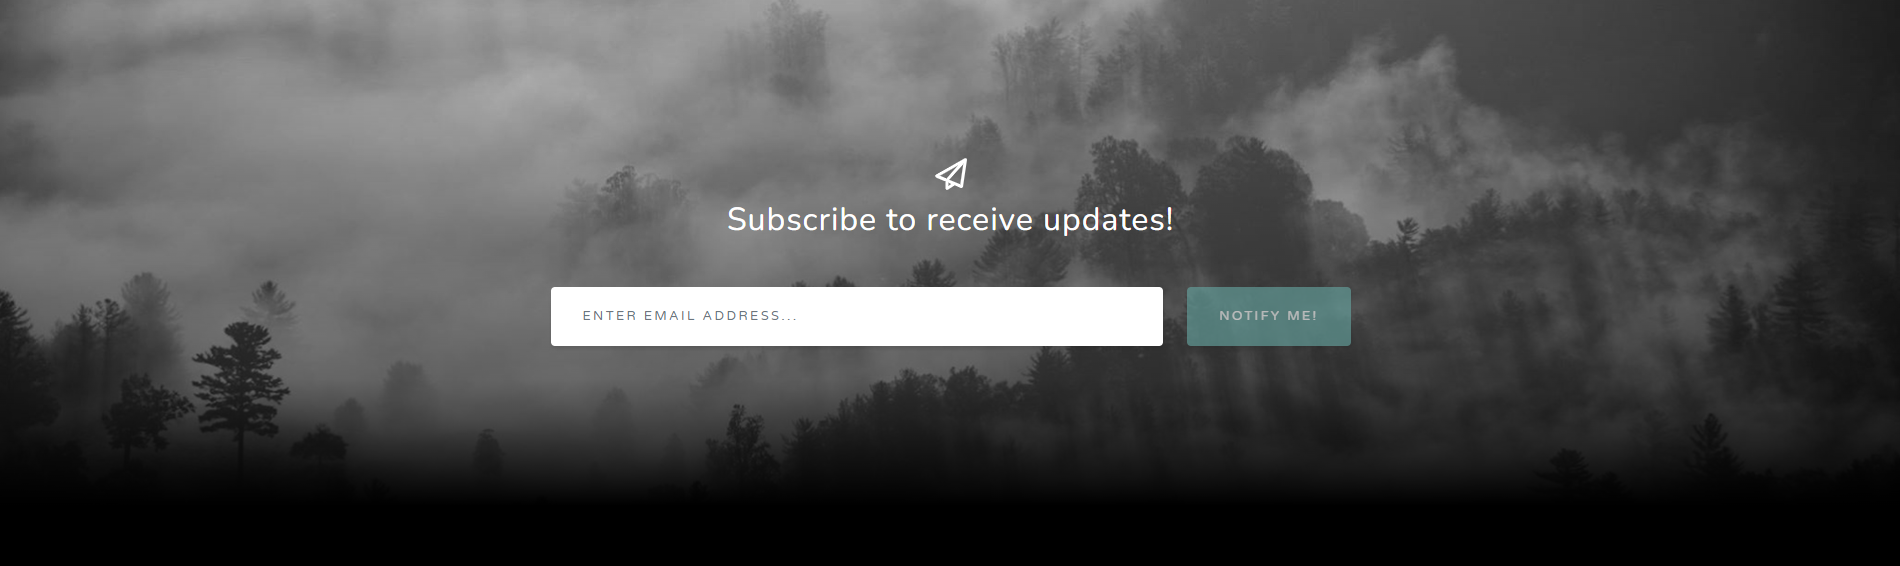 Subscribe to receive updates!
ENTER EMAIL ADDRESS...
NOTIFY ME!